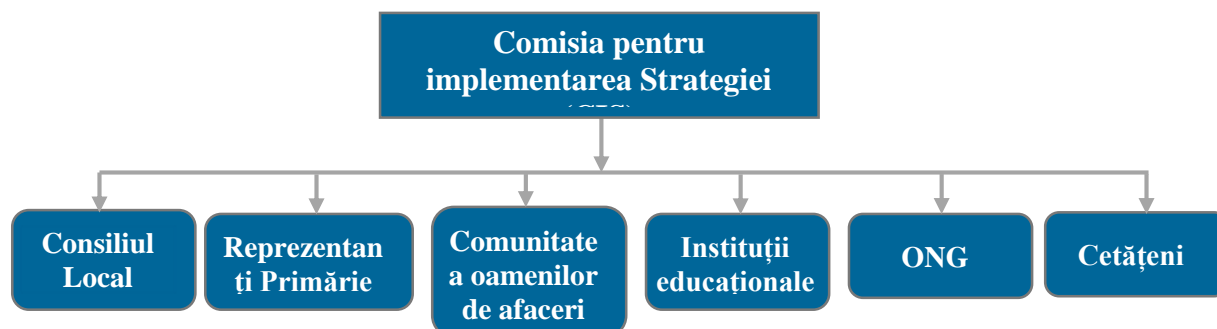 Comisia pentru
implementarea Strategiei
Consiliul
Local
Reprezentan
ți Primărie
Comunitate
a oamenilor
de afaceri
Instituții
educaționale
ONG
Cetățeni